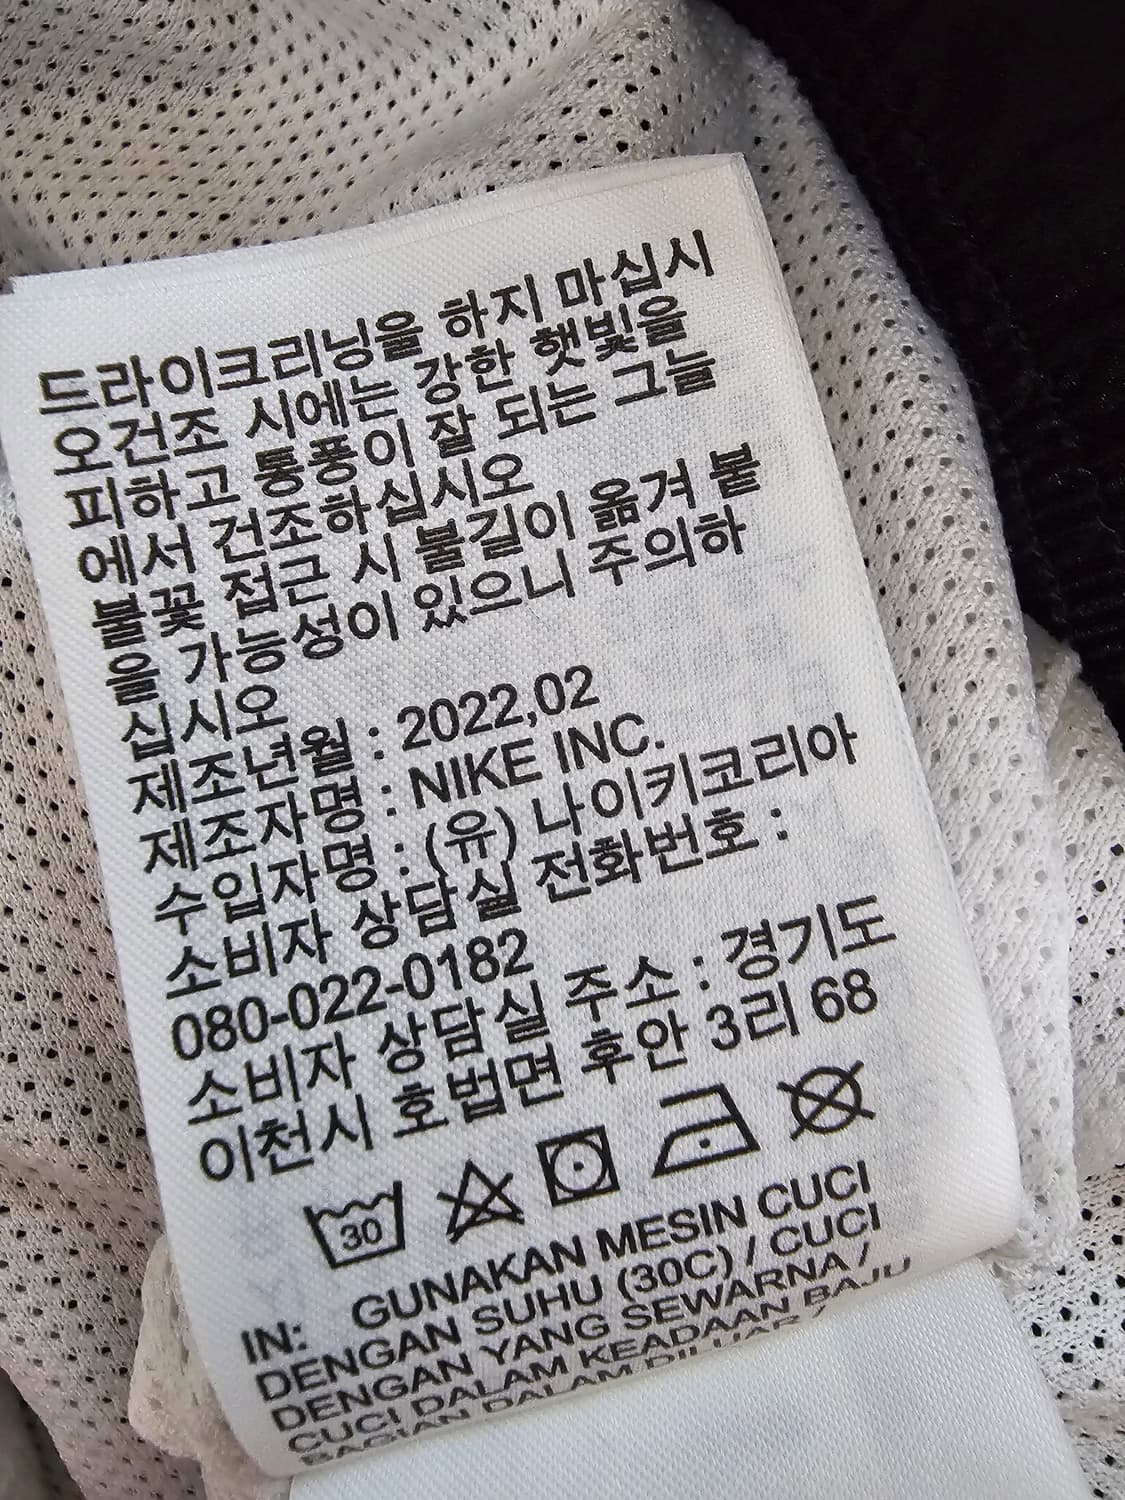 드라이크리닝을 하지 마십시
오건조 시에는 강한 햇빛을
피하고 통풍이 잘 되는 그늘
에서 건조하십시오
불꽃 접근 시 불길이 옮겨 붙
을 가능성이 있으니 주의하
십시오
제조년월 : 2022,02
제조자명 : NIKE INC.
수입자명 : (유) 나이키코리아
소비자 상담실 전화번호 :
080-022-0182
소비자 상담실 주소 : 경기도
이천시 호법면 후안 3리 68
30
IN: GUNAKAN MESIN CUCI
DENGAN SUHU (30C) / CUCI
DENGAN YANG SEWARNA /
CUCI DALAM KEADAAN BAJU
BAGIAN DALAM DILUAR /